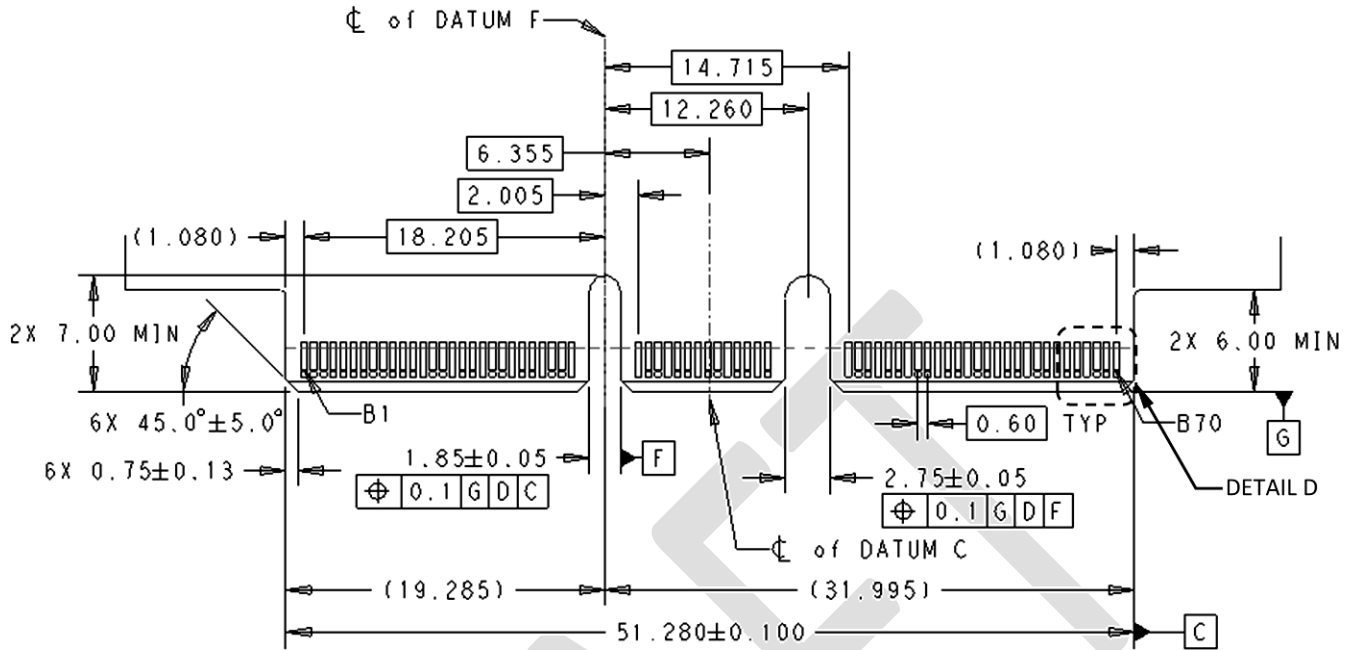 ℄ of DATUM F
14.715
12.260
6.355
2.005
(1.080)
18.205
(1.080)
2X 7.00 MIN
2X 6.00 MIN
6X 45.0°±5.0°
B1
0.60 TYP
B70
G
6X 0.75±0.13
1.85±0.05
F
⌖ 0.1 G D C
2.75±0.05
⌖ 0.1 G D F
DETAIL D
℄ of DATUM C
(19.285)
(31.995)
51.280±0.100
C